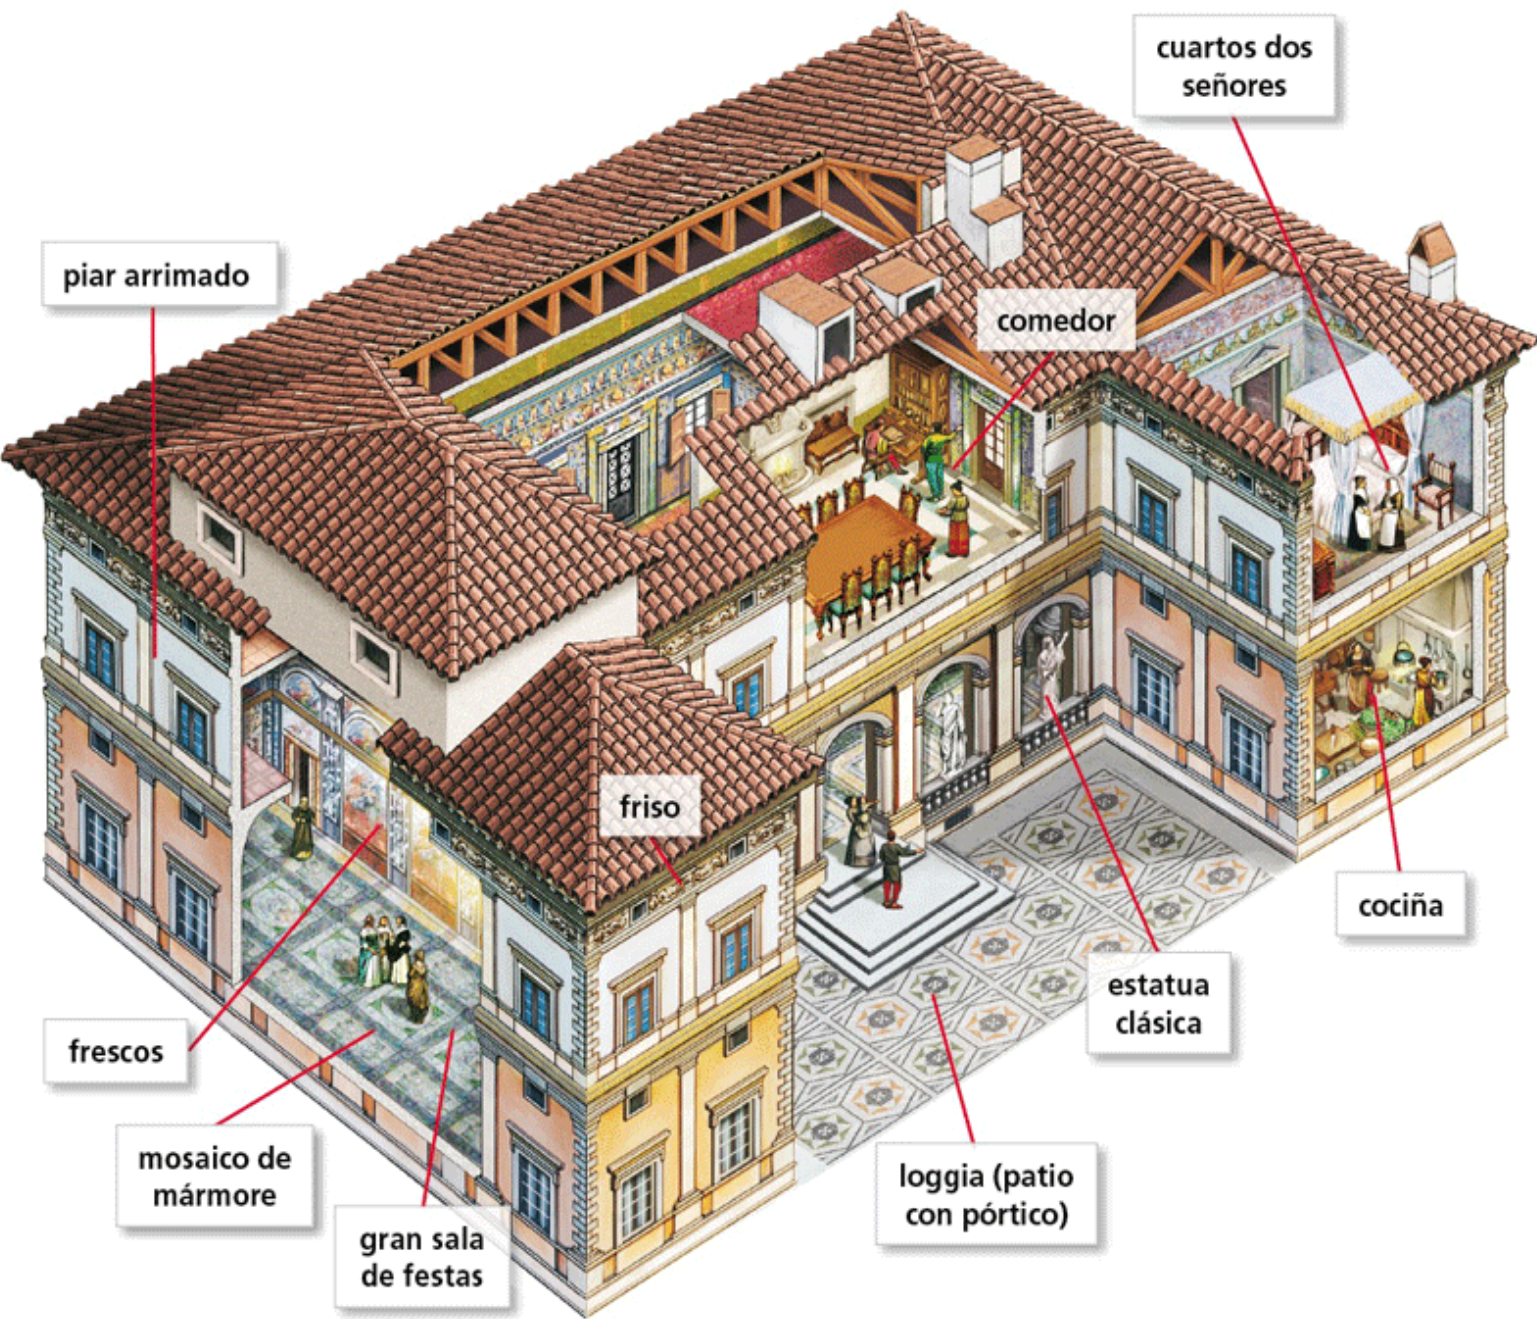 cuartos dos
señores
piar arrimado
comedor
friso
cociña
estatua
clásica
frescos
mosaico de
mármore
loggia (patio
con pórtico)
gran sala
de festas